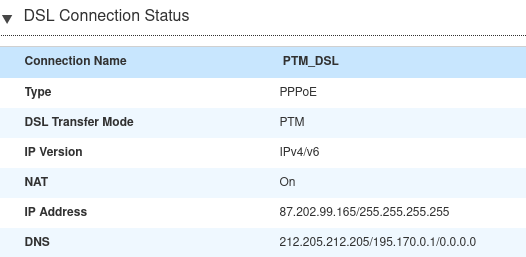 DSL Connection Status
Connection Name PTM_DSL
Type PPPoE
DSL Transfer Mode PTM
IP Version IPv4/v6
NAT On
IP Address 87.202.99.165/255.255.255.255
DNS 212.205.212.205/195.170.0.1/0.0.0.0